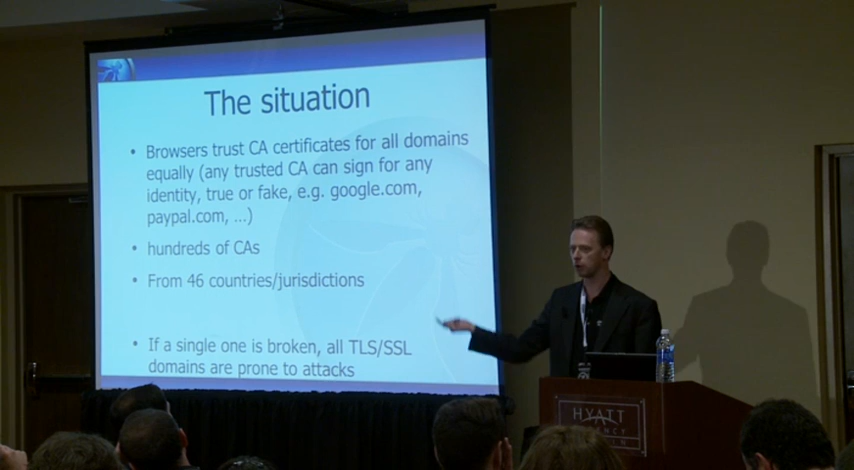 The situation
• Browsers trust CA certificates for all domains
equally (any trusted CA can sign for any
identity, true or fake, e.g. google.com,
paypal.com, ...)
• hundreds of CAs
• From 46 countries/jurisdictions
• If a single one is broken, all TLS/SSL
domains are prone to attacks
HYATT